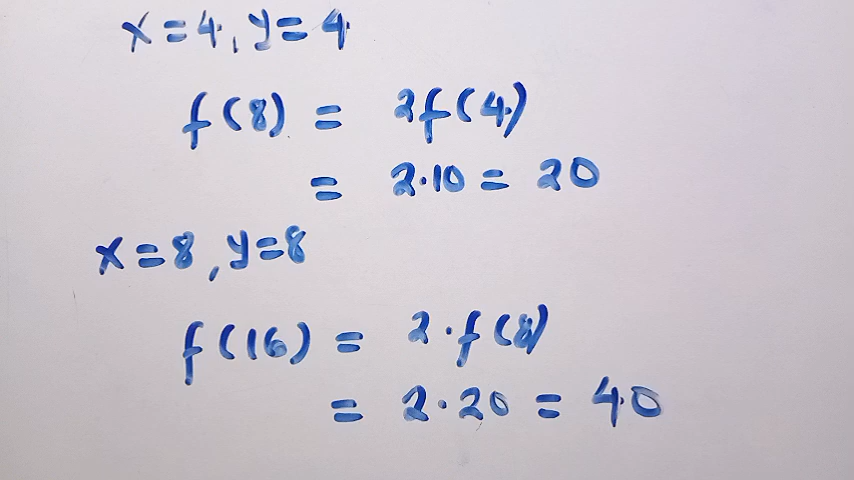 x = 4, y = 4
f(8) = 2f(4)
= 2·10 = 20
x = 8, y = 8
f(16) = 2·f(8)
= 2·20 = 40